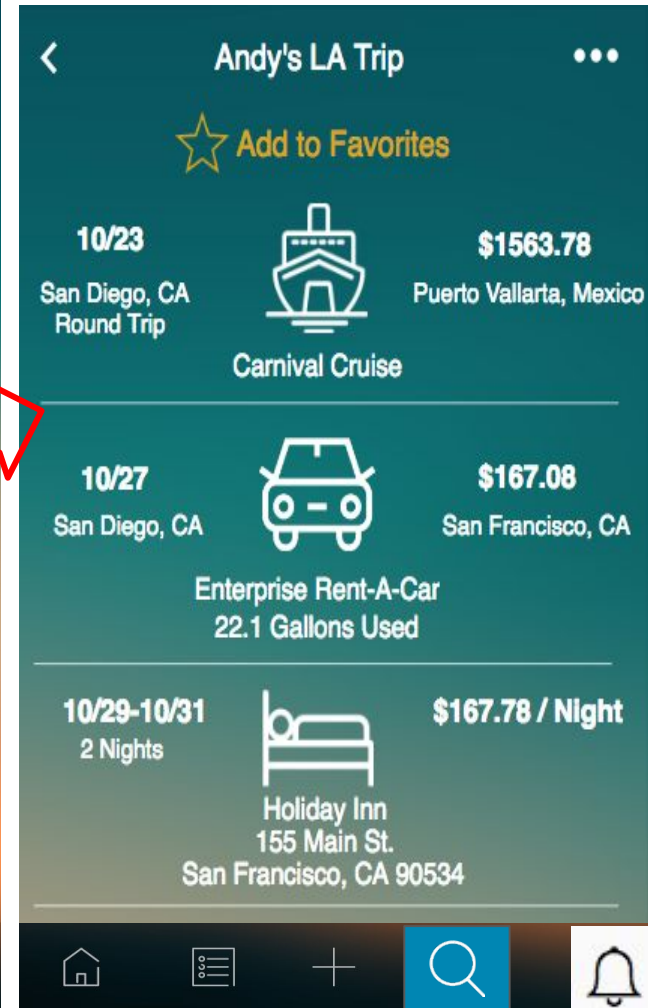 Andy's LA Trip
Add to Favorites
10/23
$1563.78
San Diego, CA
Round Trip
Puerto Vallarta, Mexico
Carnival Cruise
10/27
$167.08
San Diego, CA
San Francisco, CA
Enterprise Rent-A-Car
22.1 Gallons Used
10/29-10/31
2 Nights
$167.78 / Night
Holiday Inn
155 Main St.
San Francisco, CA 90534